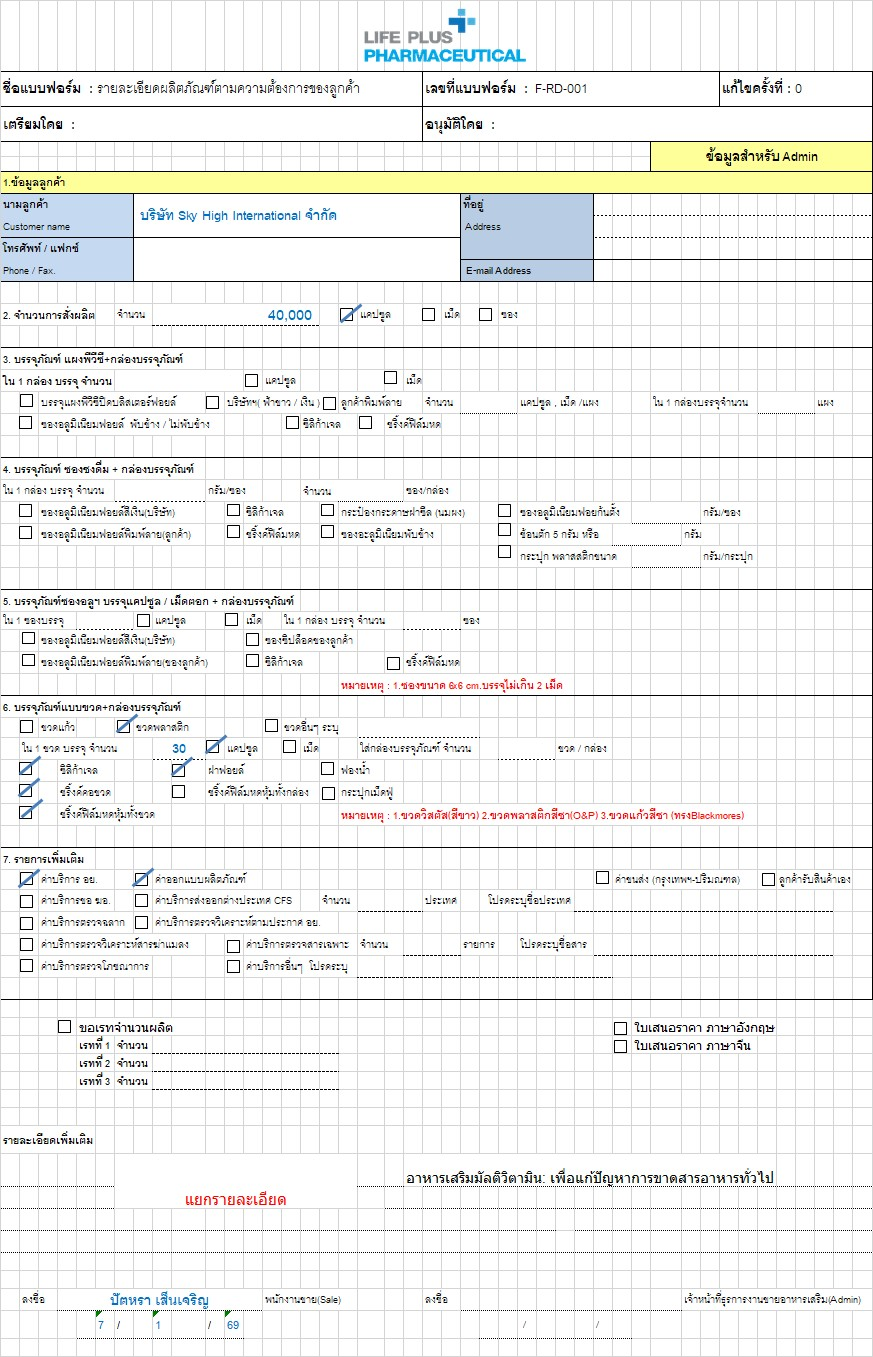 LIFE PLUS
PHARMACEUTICAL
ชื่อแบบฟอร์ม : รายละเอียดผลิตภัณฑ์ตามความต้องการของลูกค้า เลขที่แบบฟอร์ม : F-RD-001 แก้ไขครั้งที่ : 0
เตรียมโดย : อนุมัติโดย :
ข้อมูลสำหรับ Admin
1.ข้อมูลลูกค้า
นามลูกค้า บริษัท Sky High International จำกัด ที่อยู่
Customer name Address
โทรศัพท์ / แฟกซ์
Phone / Fax. E-mail Address
2. จำนวนการสั่งผลิต จำนวน 40,000 แคปซูล เม็ด ซอง
3. บรรจุภัณฑ์ แผงพีวีซี+กล่องบรรจุภัณฑ์
ใน 1 กล่อง บรรจุ จำนวน แคปซูล เม็ด
บรรจุแผงพีวีซีปิดบลิสเตอร์ฟอยล์ บริษัทฯ( ฟ้าขาว / เงิน ) ลูกค้าพิมพ์ลาย จำนวน แคปซูล , เม็ด /แผง ใน 1 กล่องบรรจุจำนวน แผง
ซองอลูมิเนียมฟอยล์ พับข้าง / ไม่พับข้าง ซิลิก้าเจล ชริ้งค์ฟิล์มหด
4. บรรจุภัณฑ์ ซองชงดื่ม + กล่องบรรจุภัณฑ์
ใน 1 กล่อง บรรจุ จำนวน กรัม/ซอง จำนวน ซอง/กล่อง
ซองอลูมิเนียมฟอยล์สีเงิน(บริษัท) ซิลิก้าเจล กระป๋องกระดาษฝาซีล (นมผง) ซองอลูมิเนียมฟอยก้นตั้ง กรัม/ซอง
ซองอลูมิเนียมฟอยล์พิมพ์ลาย(ลูกค้า) ชริ้งค์ฟิล์มหด ซองอะลูมิเนียมพับข้าง ช้อนตัก 5 กรัม หรือ กรัม
กระปุก พลาสสติกขนาด กรัม/กระปุก
5. บรรจุภัณฑ์ซองอลูฯ บรรจุแคปซูล / เม็ดตอก + กล่องบรรจุภัณฑ์
ใน 1 ซองบรรจุ แคปซูล เม็ด ใน 1 กล่อง บรรจุ จำนวน ซอง
ซองอลูมิเนียมฟอยล์สีเงิน(บริษัท) ซองซิปล็อคของลูกค้า
ซองอลูมิเนียมฟอยล์พิมพ์ลาย(ของลูกค้า) ซิลิก้าเจล ชริ้งค์ฟิล์มหด
หมายเหตุ : 1.ซองขนาด 6x6 cm.บรรจุไม่เกิน 2 เม็ด
6. บรรจุภัณฑ์แบบขวด+กล่องบรรจุภัณฑ์
ขวดแก้ว ขวดพลาสติก ขวดอื่นๆ ระบุ
ใน 1 ขวด บรรจุ จำนวน 30 แคปซูล เม็ด ใส่กล่องบรรจุภัณฑ์ จำนวน ขวด / กล่อง
ซิลิก้าเจล ฝาฟอยล์ ฟองน้ำ
ชริ้งค์คอขวด ชริ้งค์ฟิล์มหดหุ้มทั้งกล่อง กระปุกเม็ดฟู่
ชริ้งค์ฟิล์มหดหุ้มทั้งขวด หมายเหตุ : 1.ขวดวิสตัส(สีขาว) 2.ขวดพลาสติกสีชา(O&P) 3.ขวดแก้วสีชา (ทรงBlackmores)
7. รายการเพิ่มเติม
ค่าบริการ อย. ค่าออกแบบผลิตภัณฑ์ ค่าขนส่ง (กรุงเทพฯ-ปริมณฑล) ลูกค้ารับสินค้าเอง
ค่าบริการขอ ฆอ. ค่าบริการส่งออกต่างประเทศ CFS จำนวน ประเทศ โปรดระบุชื่อประเทศ
ค่าบริการตรวจฉลาก ค่าบริการตรวจวิเคราะห์ตามประกาศ อย.
ค่าบริการตรวจวิเคราะห์สารฆ่าแมลง ค่าบริการตรวจสารเฉพาะ จำนวน รายการ โปรดระบุชื่อสาร
ค่าบริการตรวจโภชณาการ ค่าบริการอื่นๆ โปรดระบุ
ขอเรทจำนวนผลิต ใบเสนอราคา ภาษาอังกฤษ
เรทที่ 1 จำนวน ใบเสนอราคา ภาษาจีน
เรทที่ 2 จำนวน
เรทที่ 3 จำนวน
รายละเอียดเพิ่มเติม
อาหารเสริมมัลติวิตามิน: เพื่อแก้ปัญหาการขาดสารอาหารทั่วไป
แยกรายละเอียด
ลงชื่อ ปัตหรา เส็นเจริญ พนักงานขาย(Sale) ลงชื่อ เจ้าหน้าที่ธุรการงานขายอาหารเสริม(Admin)
7 / 1 / 69 / /